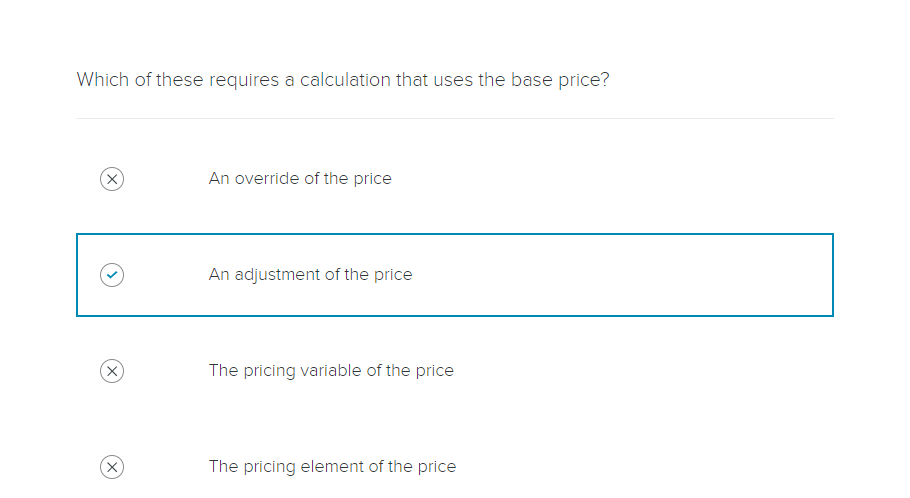 Which of these requires a calculation that uses the base price?
An override of the price
An adjustment of the price
The pricing variable of the price
The pricing element of the price